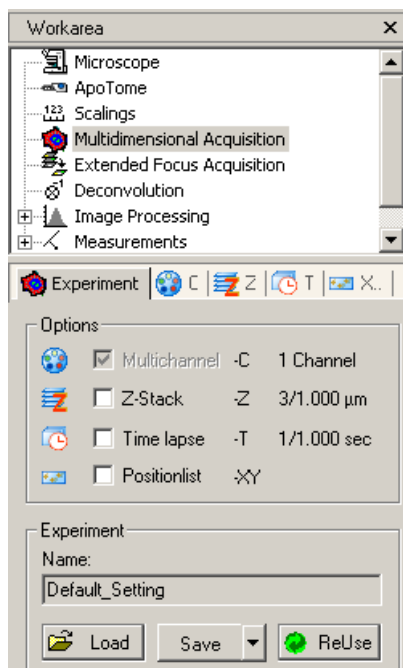 Workarea
Microscope
ApoTome
123 Scalings
Multidimensional Acquisition
Extended Focus Acquisition
Deconvolution
Image Processing
Measurements
Experiment C Z T X..
Options
Multichannel -C 1 Channel
Z-Stack -Z 3/1.000 µm
Time lapse -T 1/1.000 sec
Positionlist -XY
Experiment
Name:
Default_Setting
Load Save ReUse